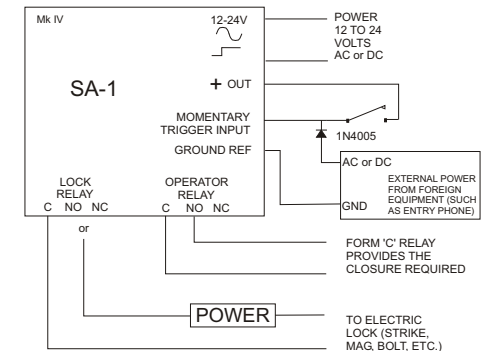 Mk IV
12-24V
SA-1
+ OUT
MOMENTARY
TRIGGER INPUT
GROUND REF
LOCK
RELAY
C NO NC
OPERATOR
RELAY
C NO NC
or
POWER
12 TO 24
VOLTS
AC or DC
1N4005
AC or DC
EXTERNAL POWER
FROM FOREIGN
EQUIPMENT (SUCH
AS ENTRY PHONE)
GND
FORM 'C' RELAY
PROVIDES THE
CLOSURE REQUIRED
POWER
TO ELECTRIC
LOCK (STRIKE,
MAG, BOLT, ETC.)